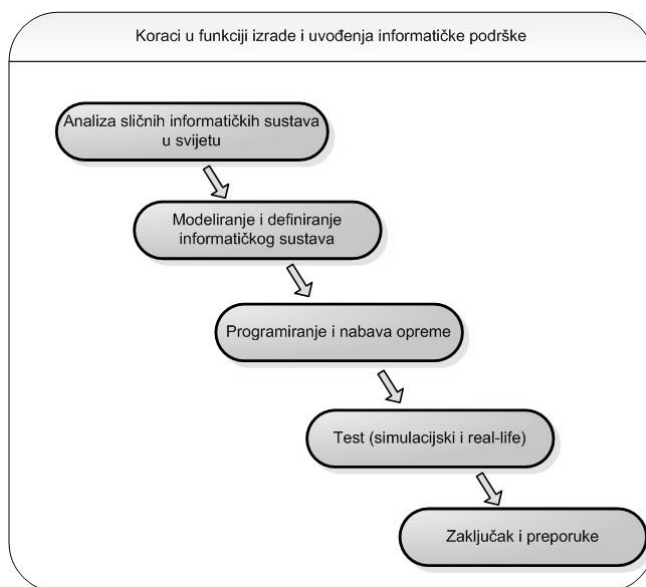 Koraci u funkciji izrade i uvođenja informatičke podrške
Analiza sličnih informatičkih sustava
u svijetu
Modeliranje i definiranje
informatičkog sustava
Programiranje i nabava opreme
Test (simulacijski i real-life)
Zaključak i preporuke